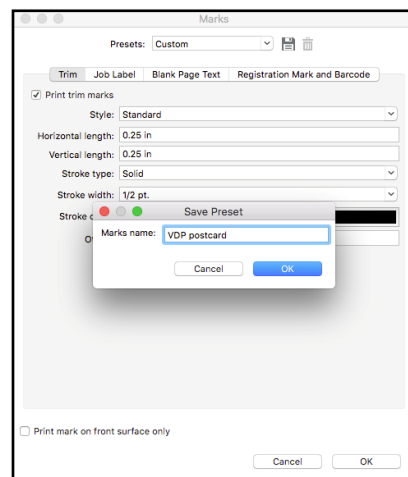 Marks
Presets: Custom
Trim Job Label Blank Page Text Registration Mark and Barcode
Print trim marks
Style: Standard
Horizontal length: 0.25 in
Vertical length: 0.25 in
Stroke type: Solid
Stroke width: 1/2 pt.
Stroke
Save Preset
Marks name: VDP postcard
Cancel OK
Print mark on front surface only
Cancel OK